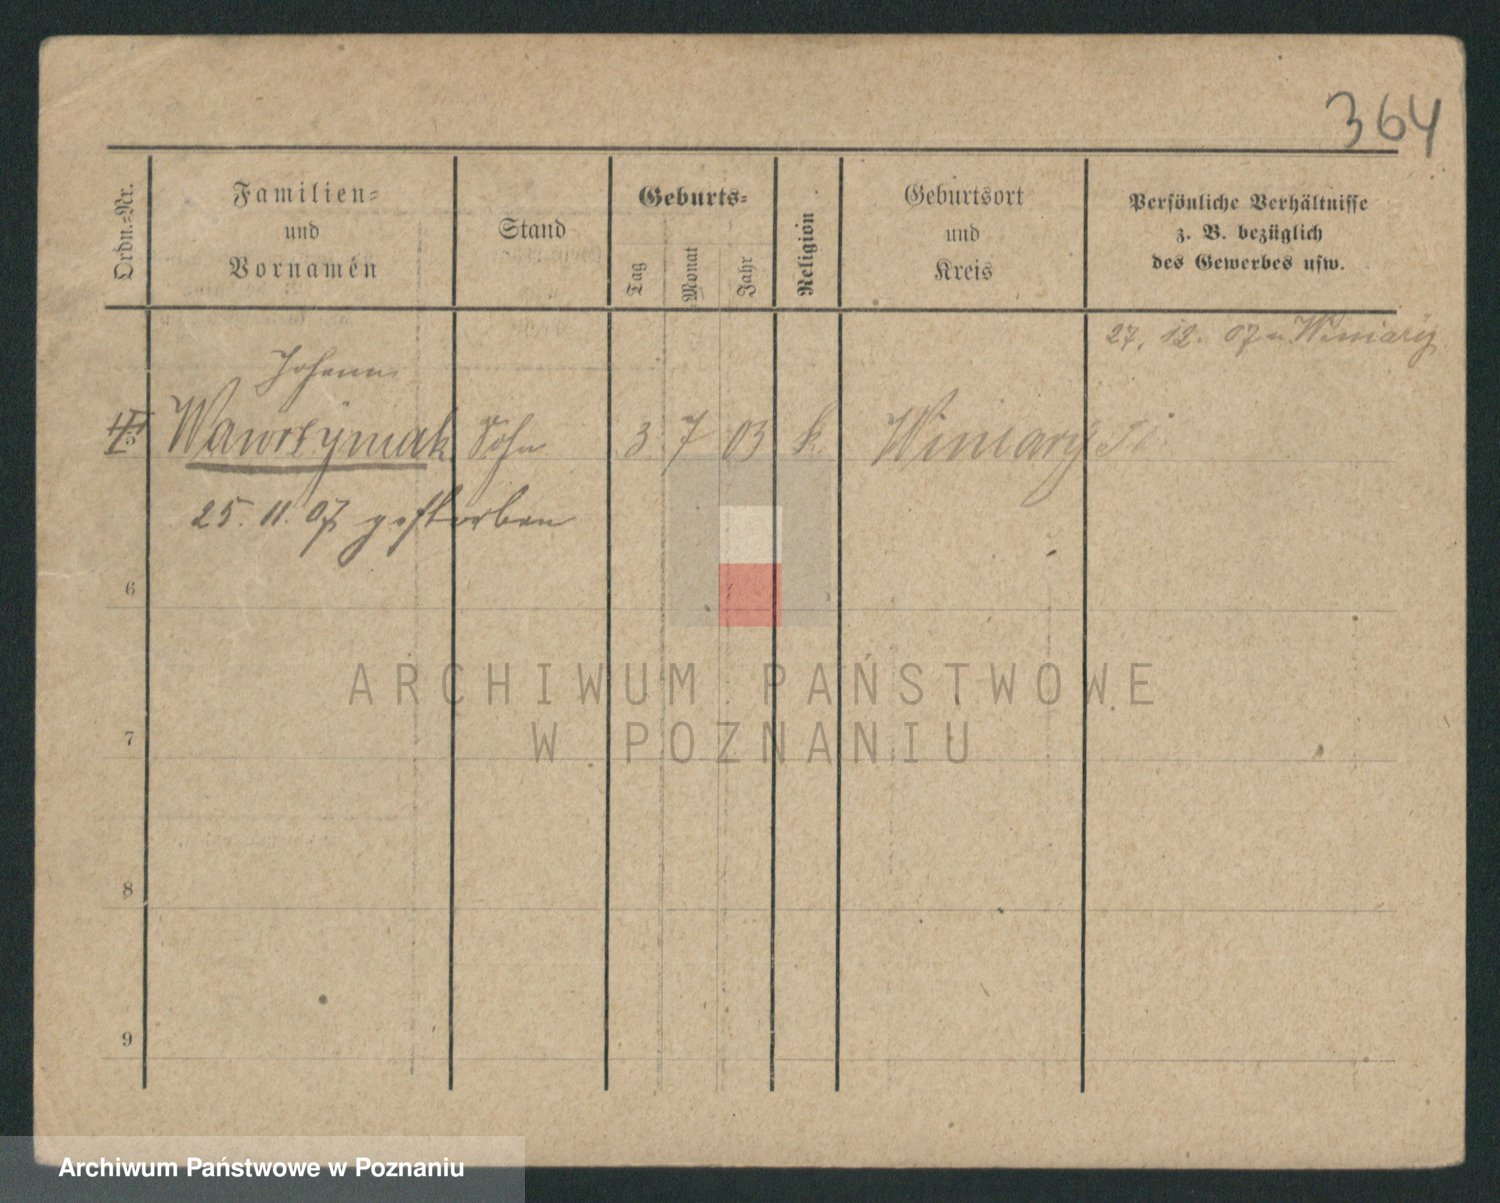 364
Ordn.-Nr.
Familien-
und
Vornamen
Stand
Geburts-
Tag
Monat
Jahr
Religion
Geburtsort
und
Kreis
Persönliche Verhältnisse
z. B. bezüglich
des Gewerbes usw.
27. 12. 07 n. Winiary
Johann
5 Wawrsyniak Sohn 3 7 03 k. Winiary
25. 11. 07 gestorben
6
7
8
9
ARCHIWUM PAŃSTWOWE
W POZNANIU
Archiwum Państwowe w Poznaniu